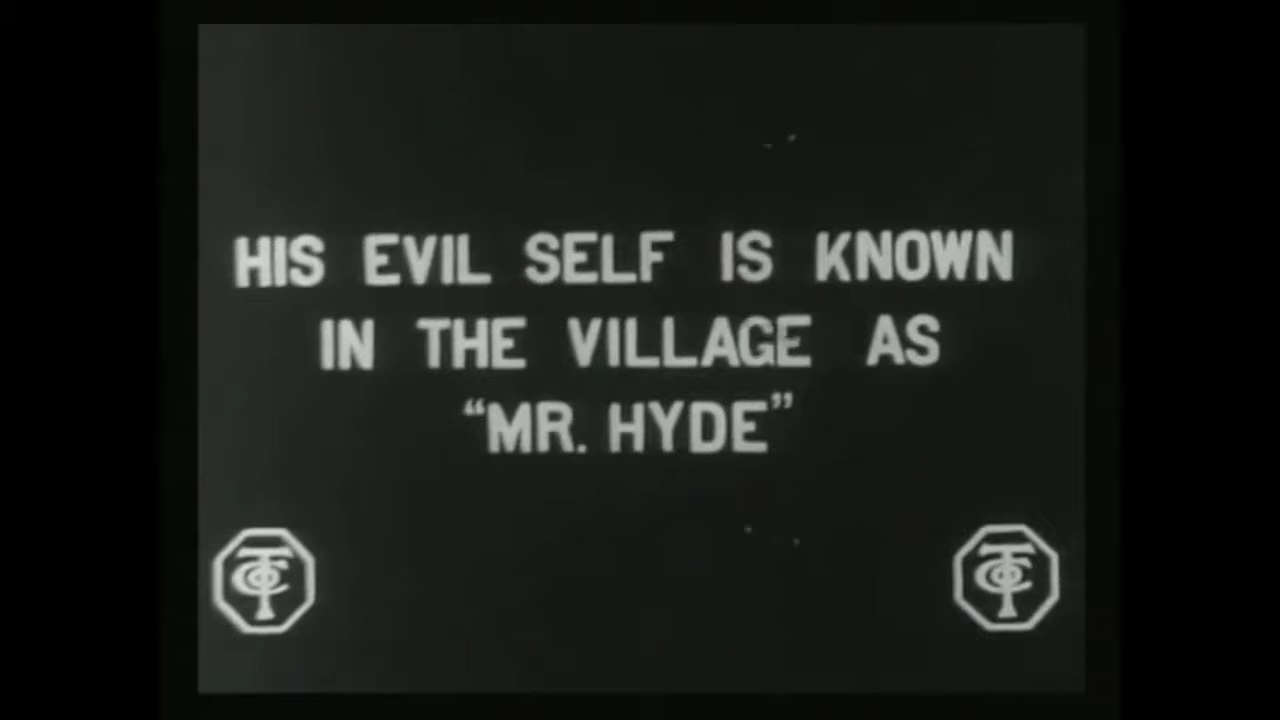 HIS EVIL SELF IS KNOWN
IN THE VILLAGE AS
“MR. HYDE”